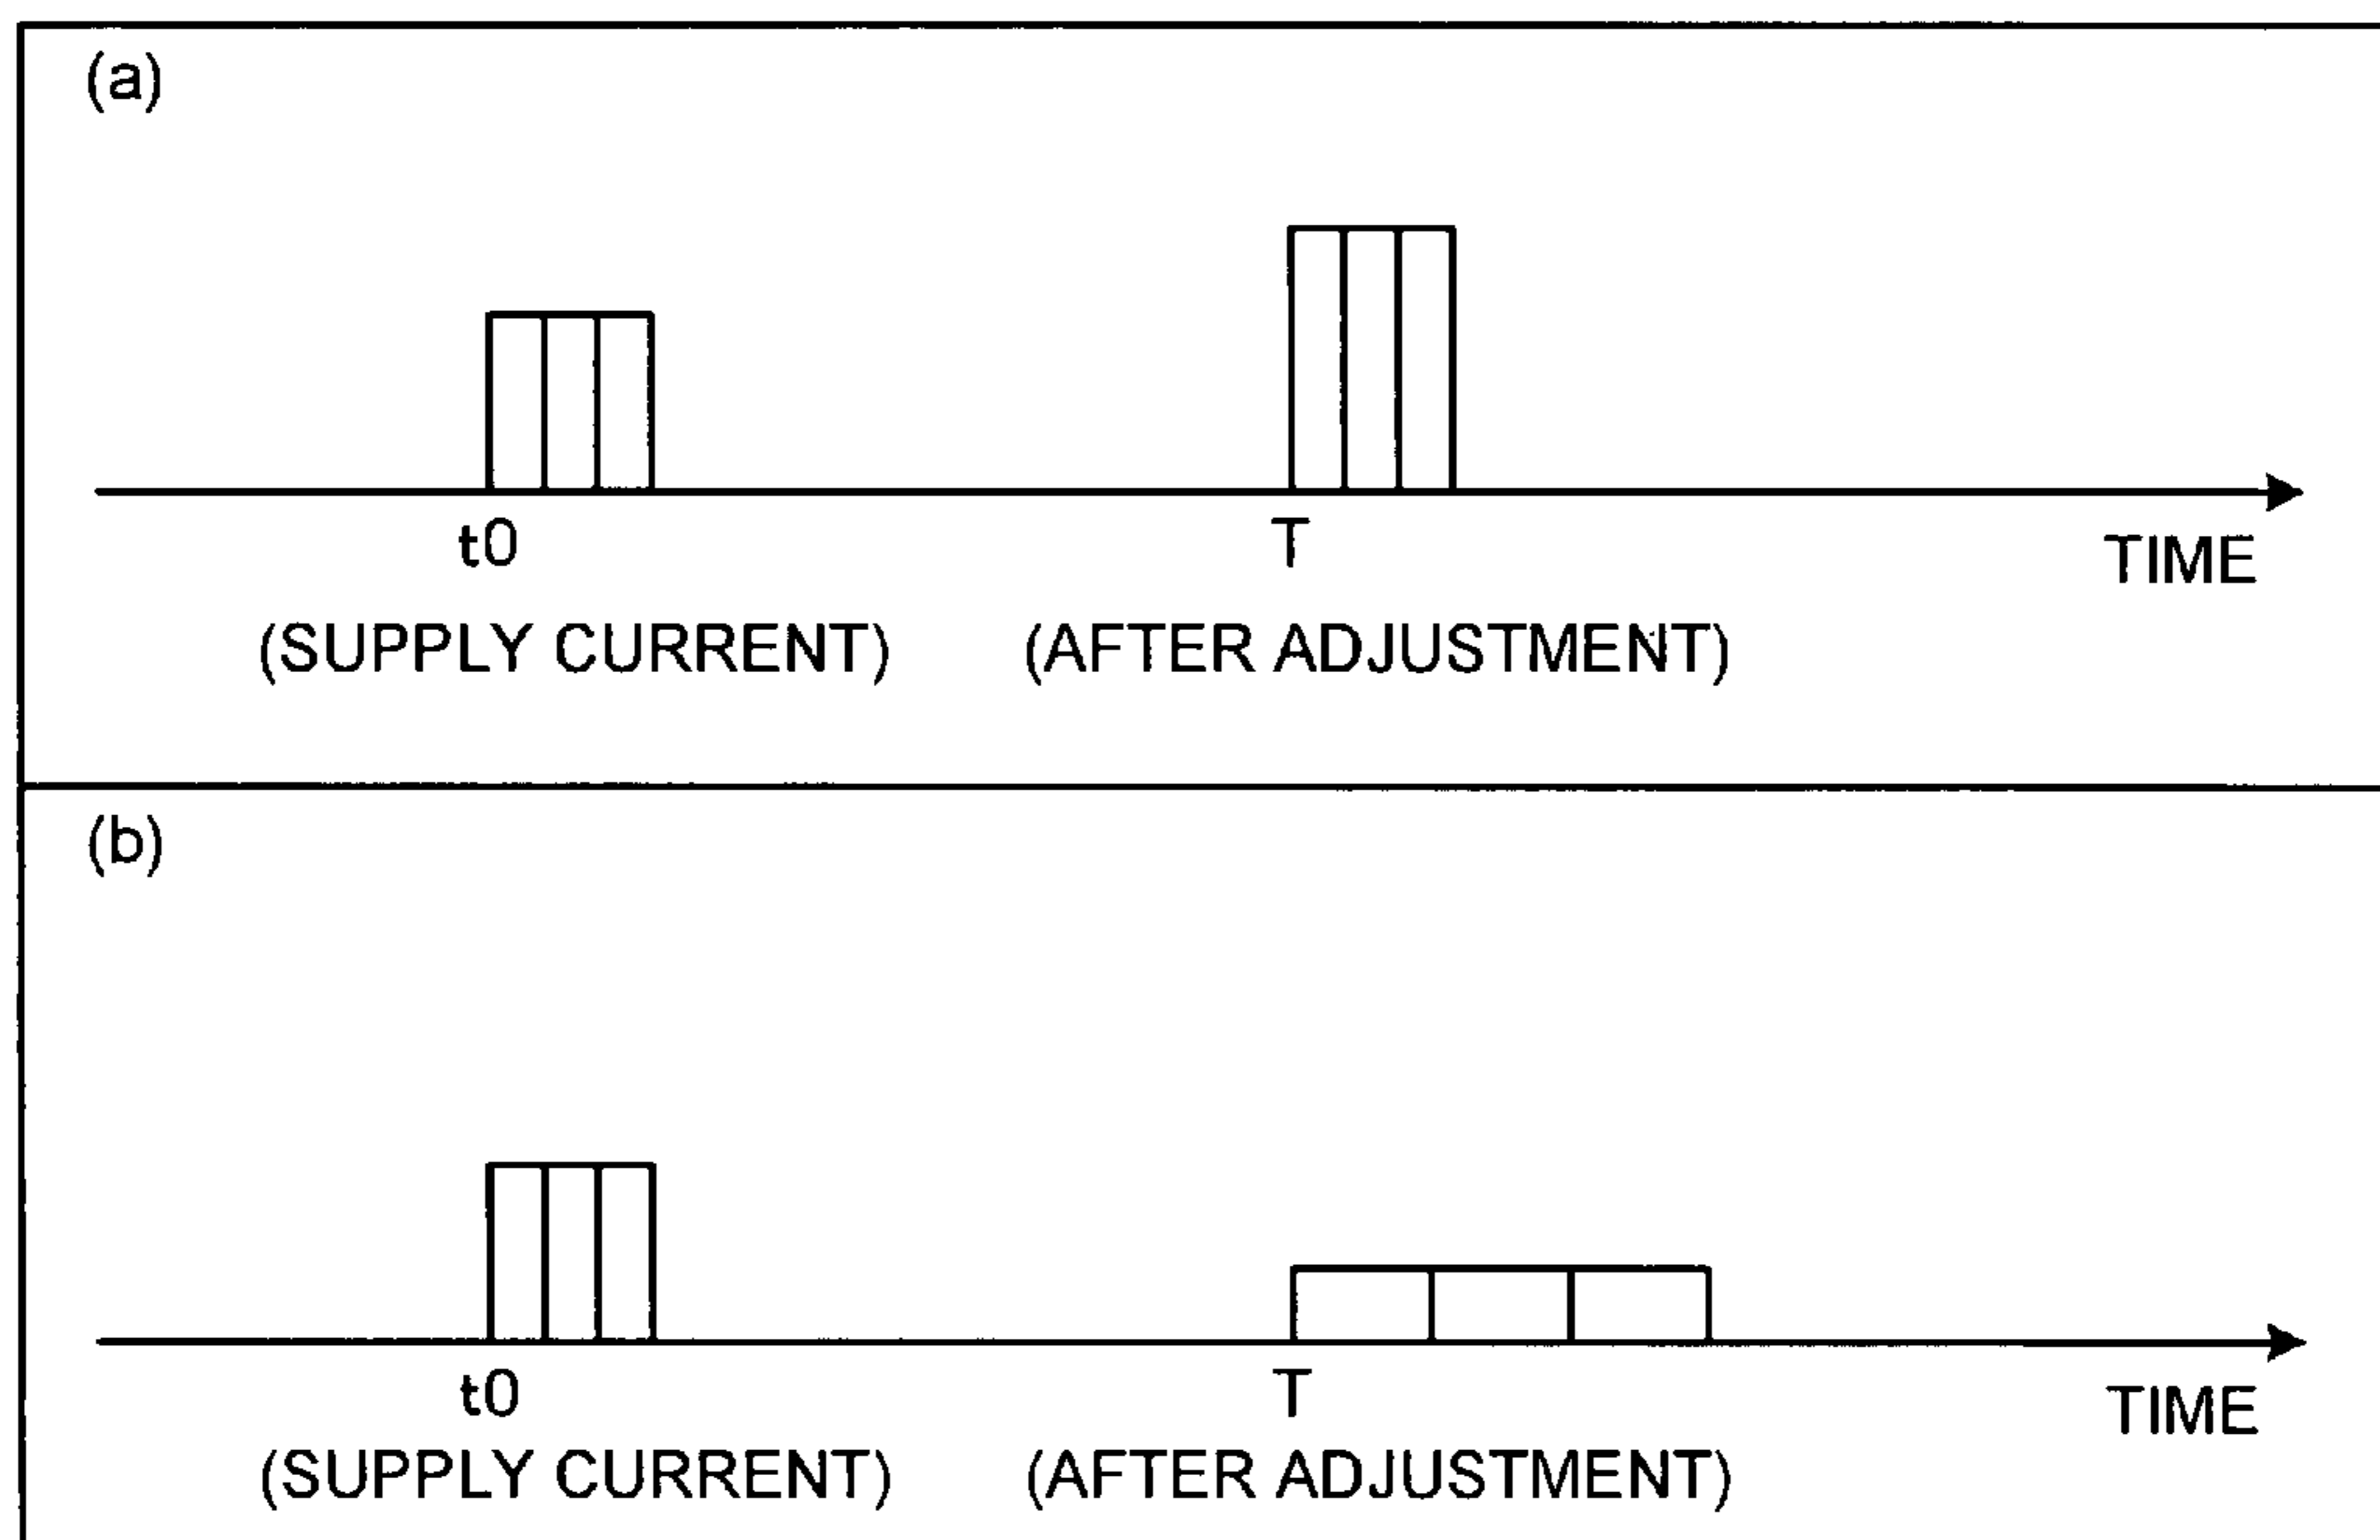 (a)
t0 T TIME
(SUPPLY CURRENT) (AFTER ADJUSTMENT)
(b)
t0 T TIME
(SUPPLY CURRENT) (AFTER ADJUSTMENT)